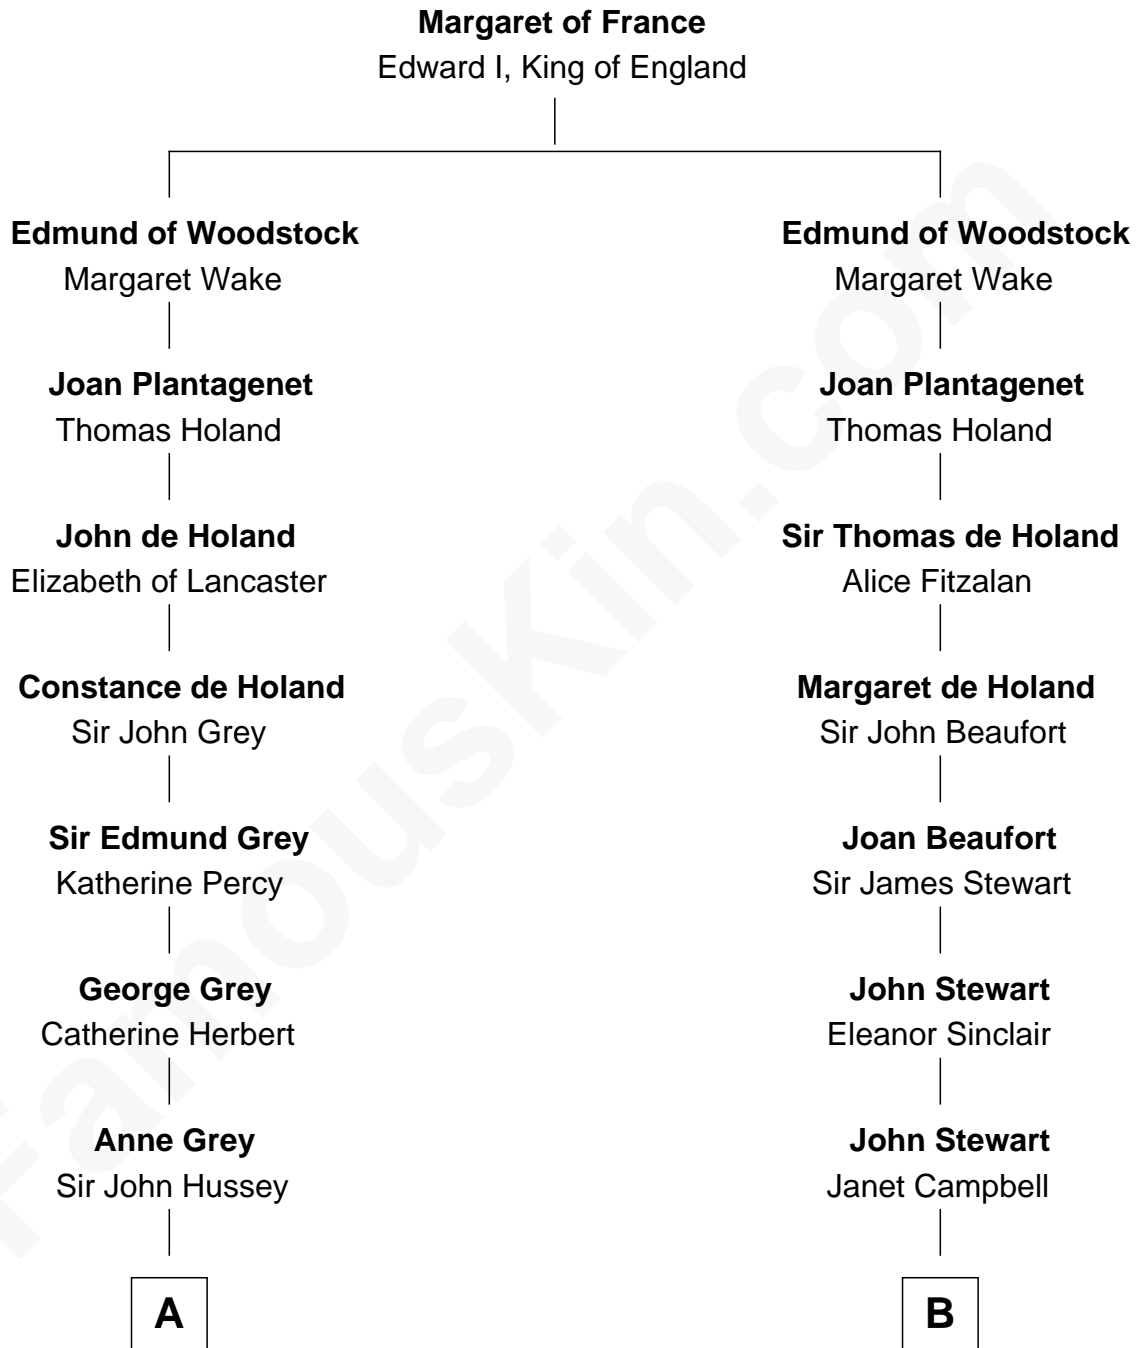 Margaret of France
Edward I, King of England
Edmund of Woodstock
Margaret Wake
Joan Plantagenet
Thomas Holand
John de Holand
Elizabeth of Lancaster
Constance de Holand
Sir John Grey
Sir Edmund Grey
Katherine Percy
George Grey
Catherine Herbert
Anne Grey
Sir John Hussey
A
Edmund of Woodstock
Margaret Wake
Joan Plantagenet
Thomas Holand
Sir Thomas de Holand
Alice Fitzalan
Margaret de Holand
Sir John Beaufort
Joan Beaufort
Sir James Stewart
John Stewart
Eleanor Sinclair
John Stewart
Janet Campbell
B
FamousKin.com